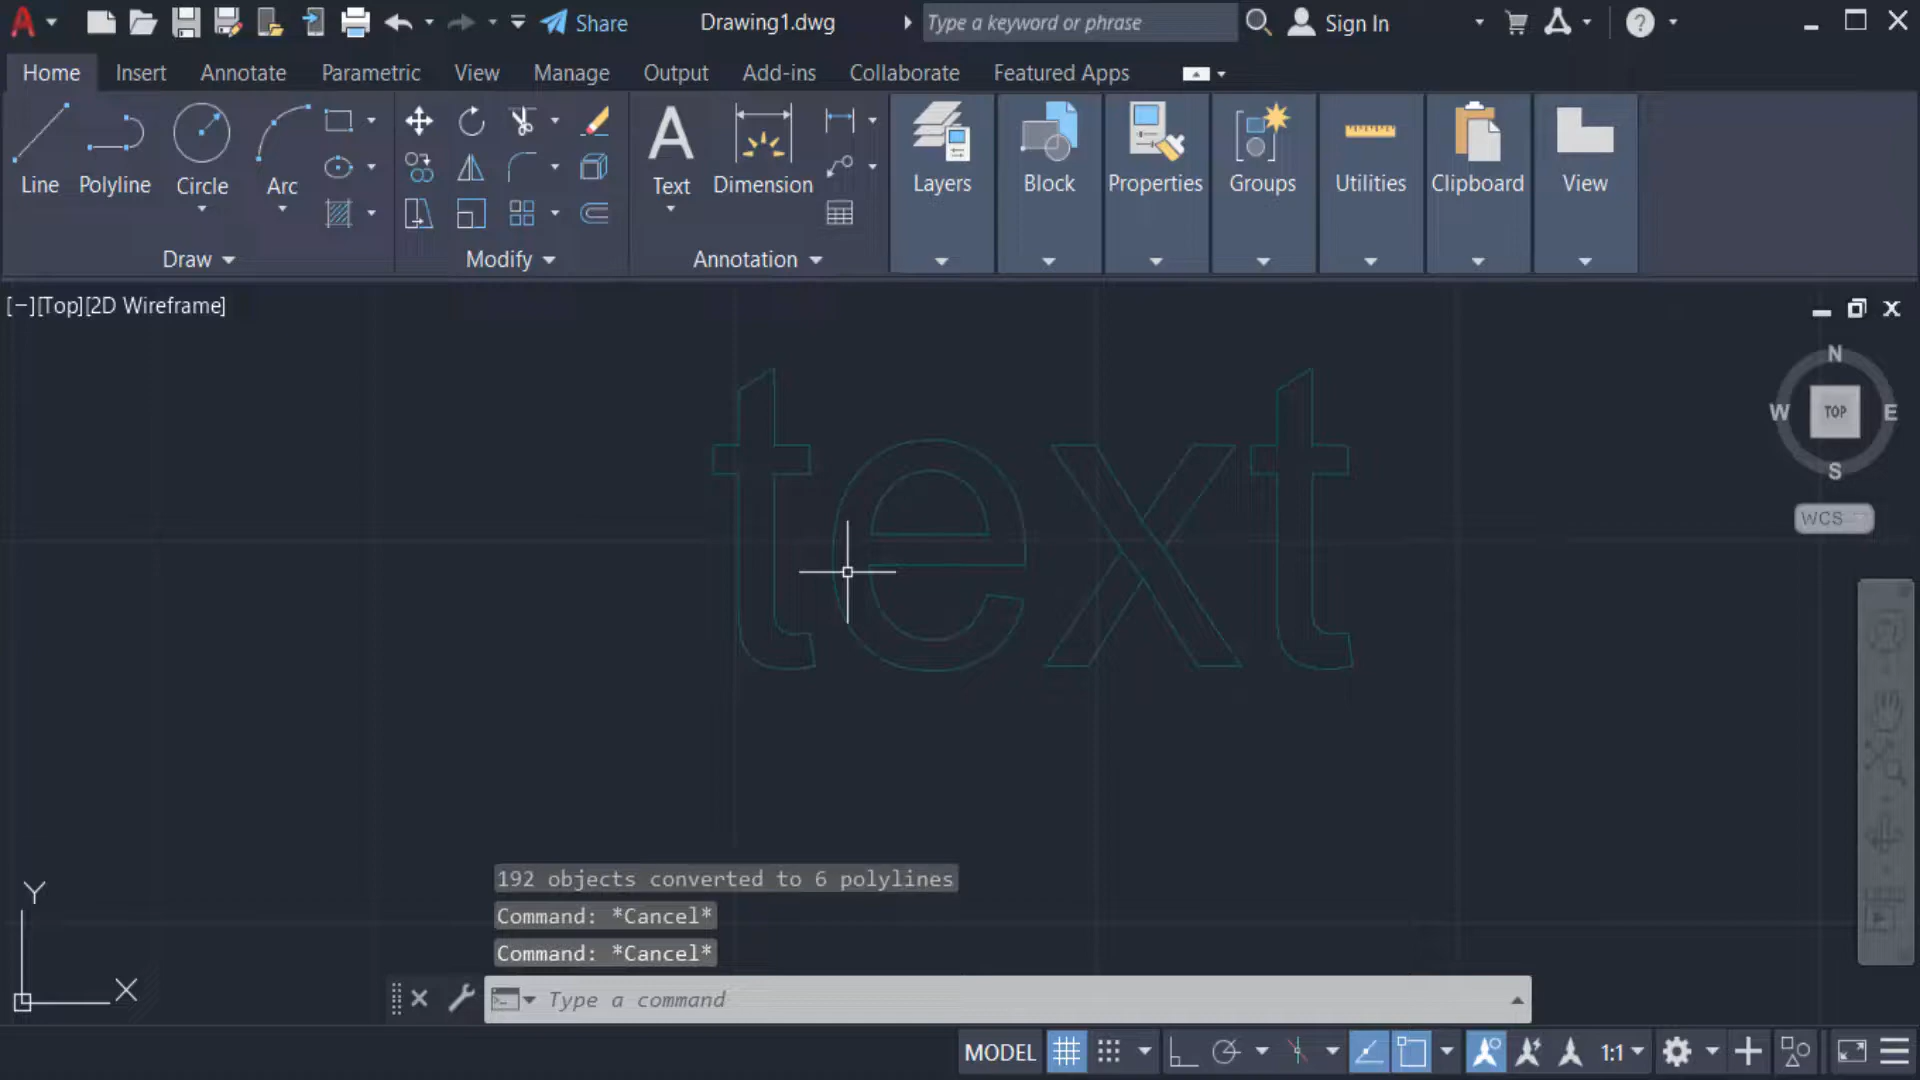 Share
Drawing1.dwg
Type a keyword or phrase
Sign In
Home Insert Annotate Parametric View Manage Output Add-ins Collaborate Featured Apps
Line Polyline Circle Arc
Text Dimension
Layers Block Properties Groups Utilities Clipboard View
Draw Modify Annotation
[−][Top][2D Wireframe]
N
W TOP E
S
WCS
text
192 objects converted to 6 polylines
Command: *Cancel*
Command: *Cancel*
Y
X
Type a command
MODEL 1:1